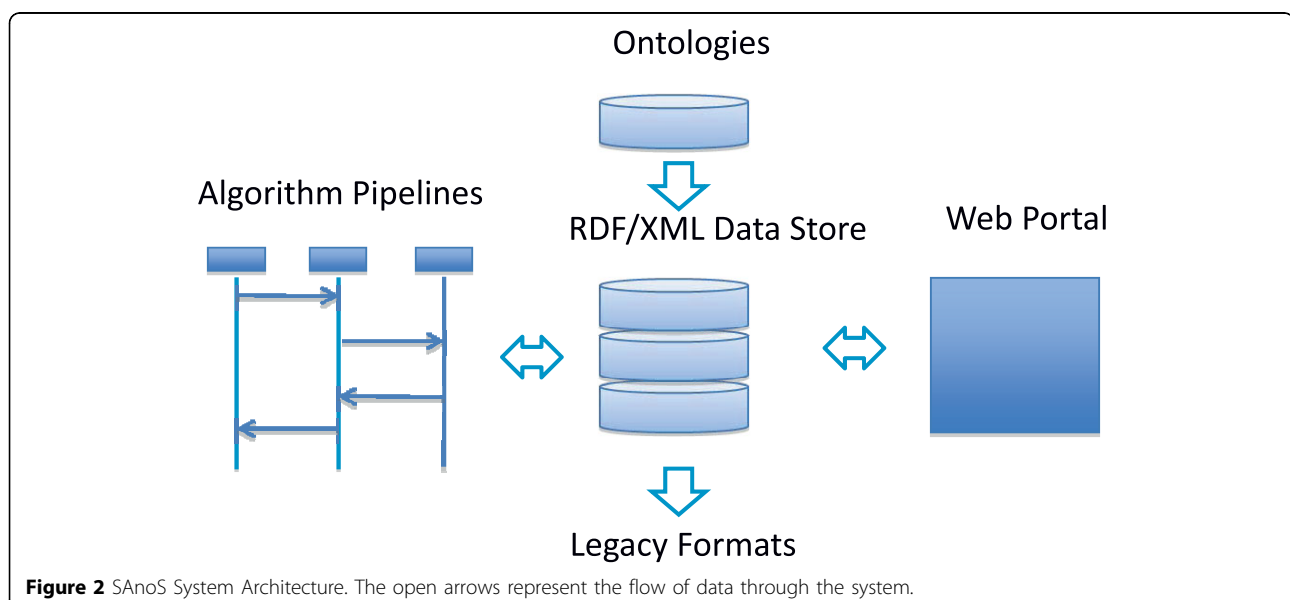 Ontologies
Algorithm Pipelines
RDF/XML Data Store
Web Portal
Legacy Formats
Figure 2 SAnoS System Architecture. The open arrows represent the flow of data through the system.